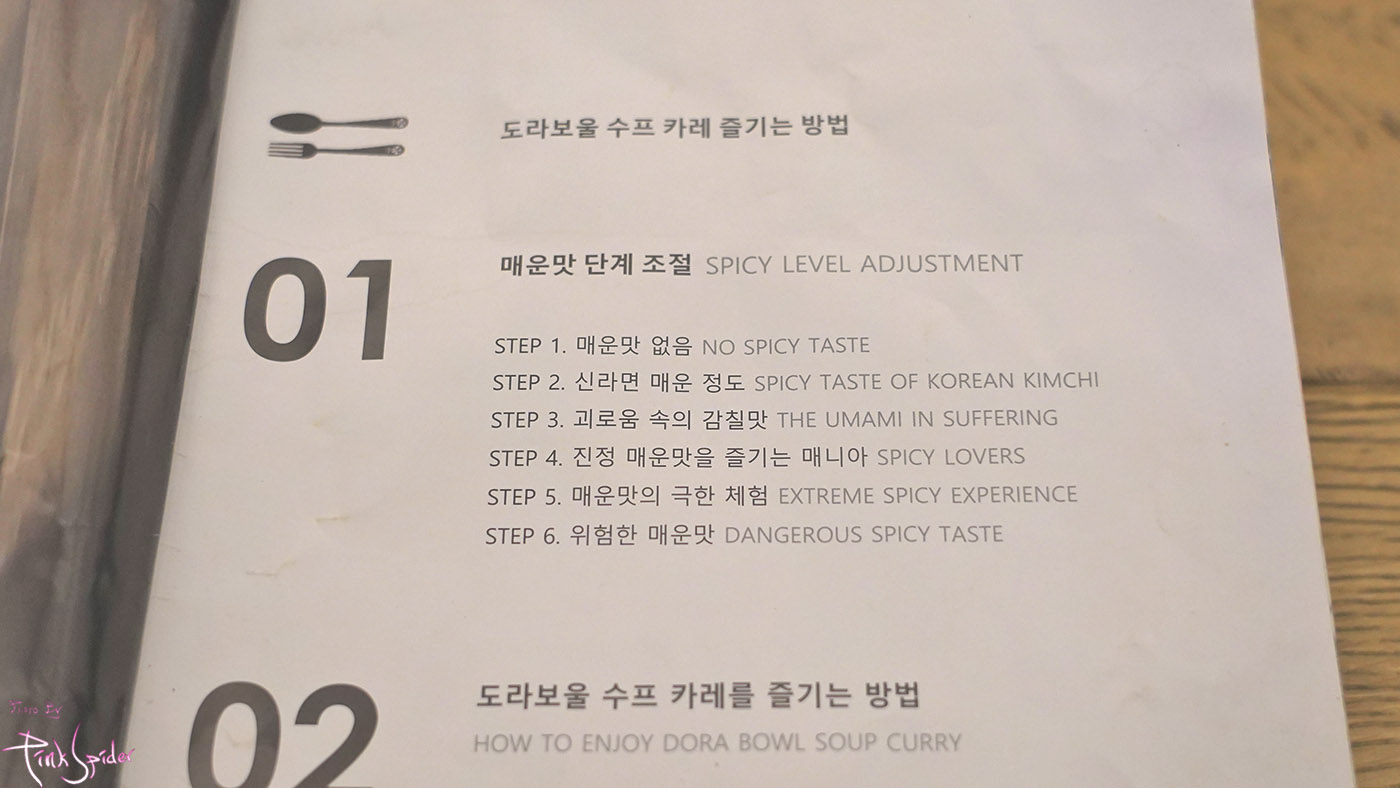 도라보울 수프 카레 즐기는 방법
01
매운맛 단계 조절 SPICY LEVEL ADJUSTMENT
STEP 1. 매운맛 없음 NO SPICY TASTE
STEP 2. 신라면 매운 정도 SPICY TASTE OF KOREAN KIMCHI
STEP 3. 괴로움 속의 감칠맛 THE UMAMI IN SUFFERING
STEP 4. 진정 매운맛을 즐기는 매니아 SPICY LOVERS
STEP 5. 매운맛의 극한 체험 EXTREME SPICY EXPERIENCE
STEP 6. 위험한 매운맛 DANGEROUS SPICY TASTE
02
도라보울 수프 카레를 즐기는 방법
HOW TO ENJOY DORA BOWL SOUP CURRY
Photo By
PinkSpider